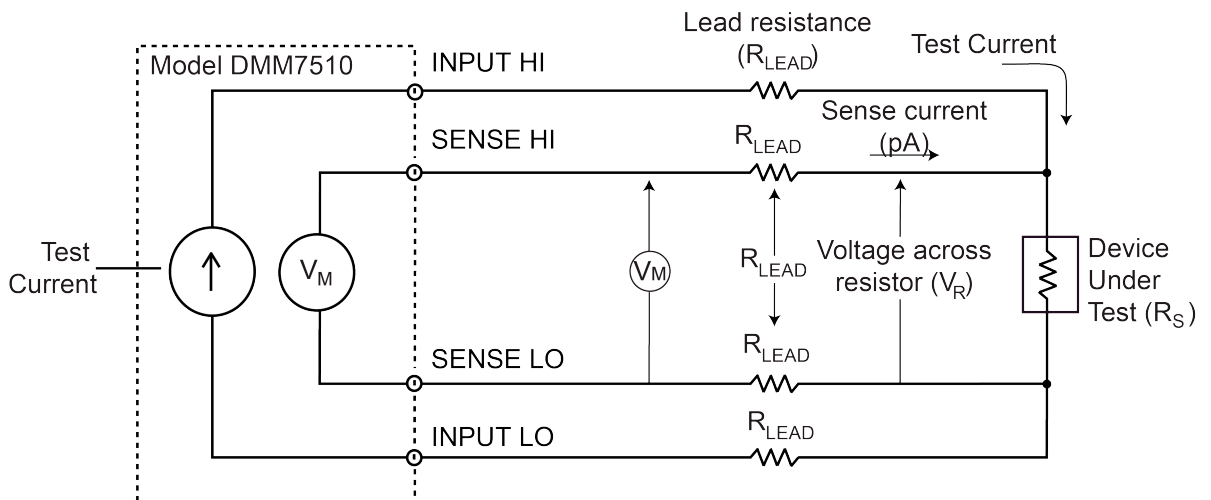 Lead resistance
(RLEAD)
Test Current
Model DMM7510
INPUT HI
Sense current
(pA)
SENSE HI
RLEAD
Test
Current
VM
VM
RLEAD
Voltage across
resistor (VR)
Device
Under
Test (RS)
SENSE LO
RLEAD
INPUT LO
RLEAD